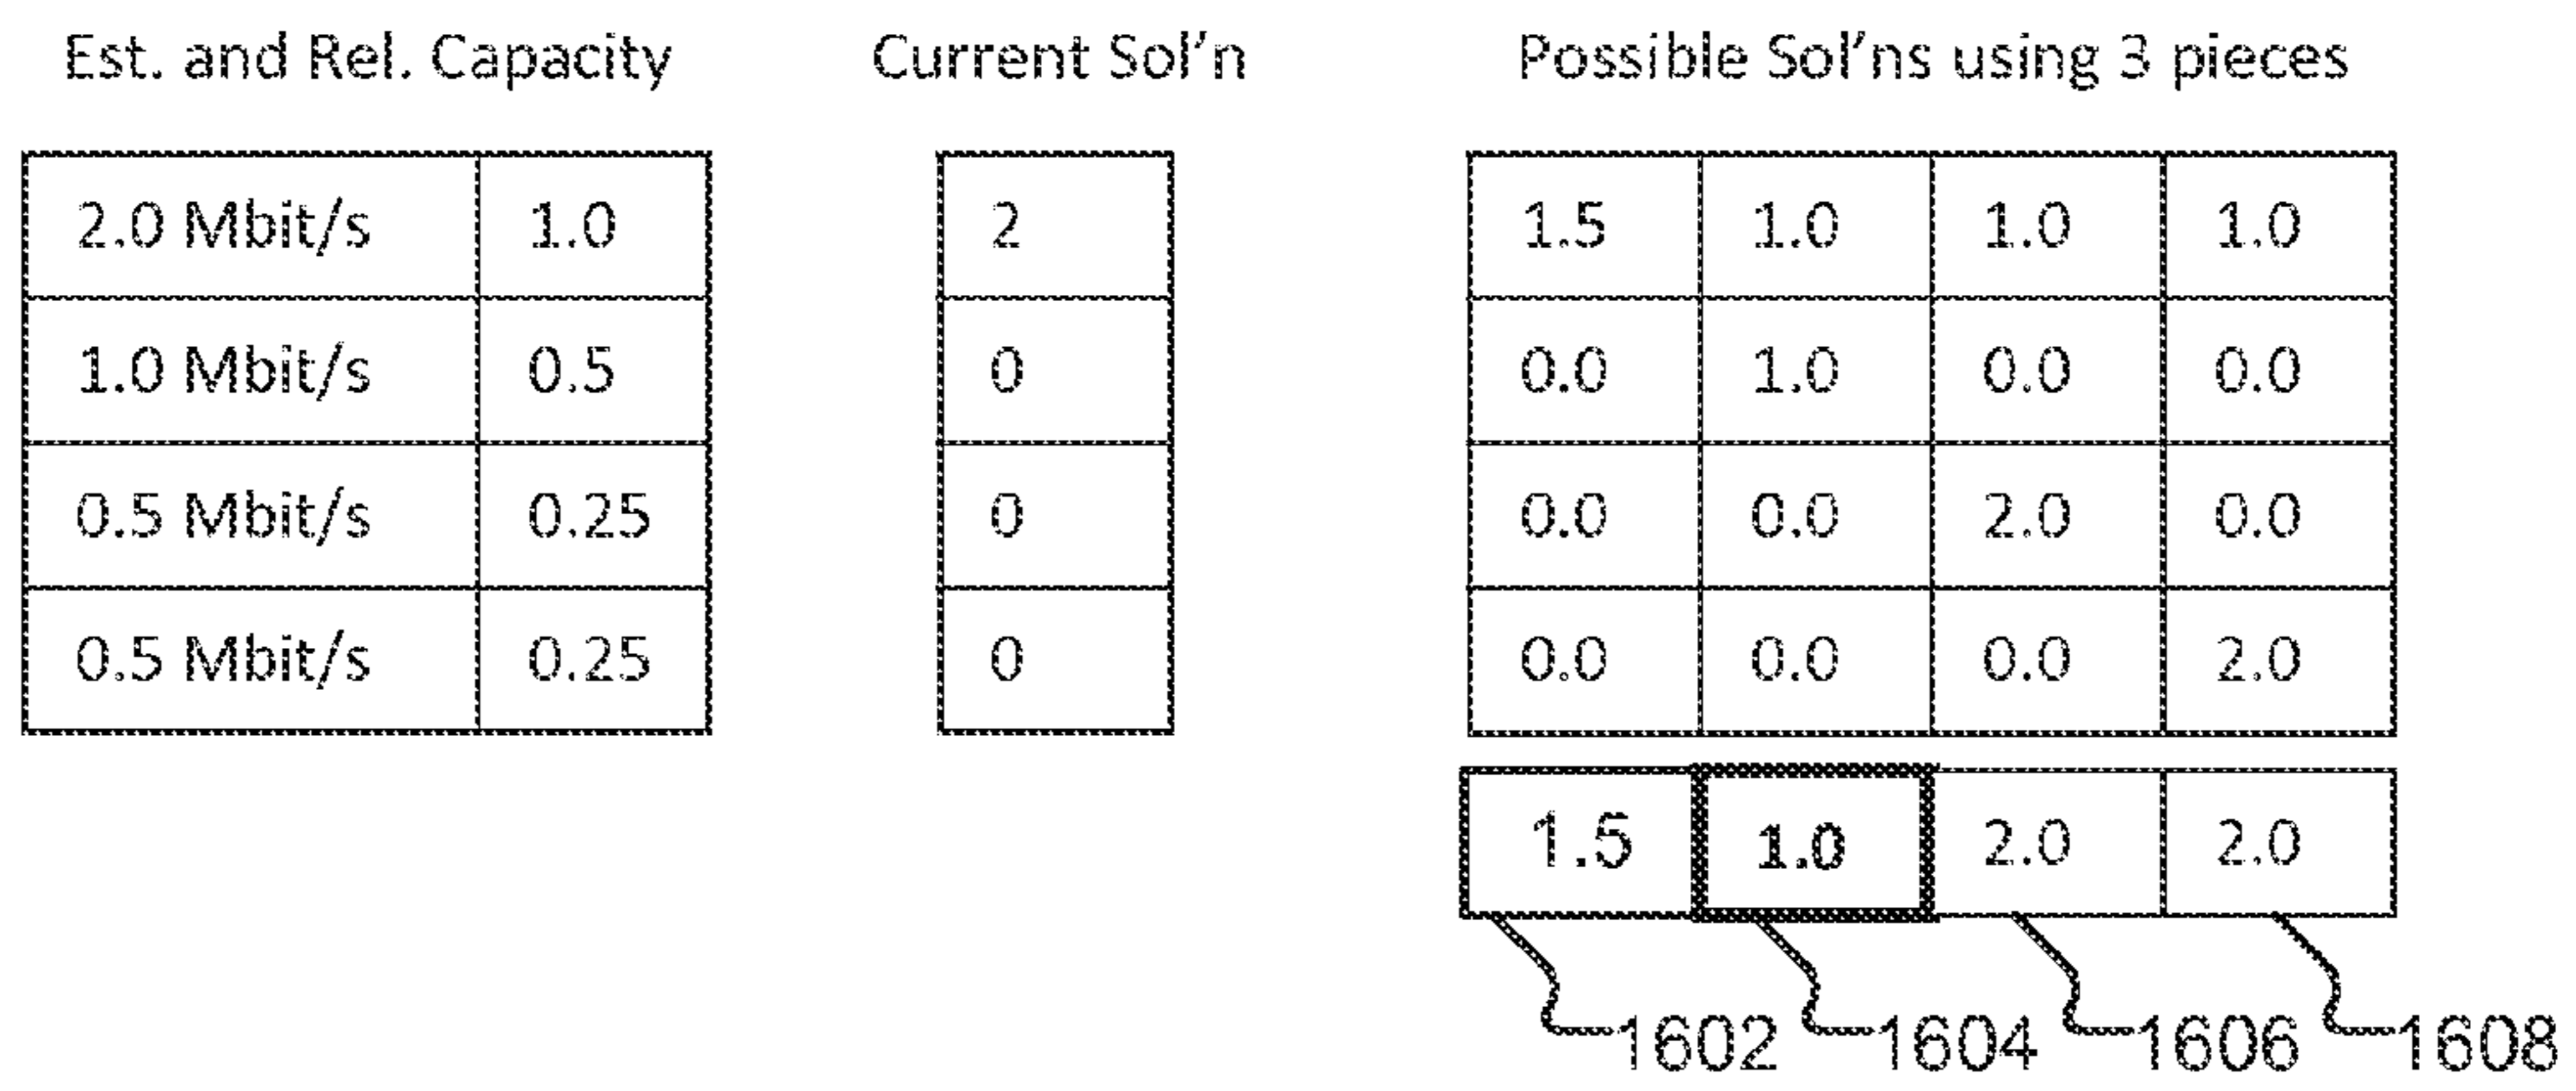 Est. and Rel. Capacity Current Sol'n Possible Sol'ns using 3 pieces
2.0 Mbit/s 1.0 2 1.5 1.0 1.0 1.0
1.0 Mbit/s 0.5 0 0.0 1.0 0.0 0.0
0.5 Mbit/s 0.25 0 0.0 0.0 2.0 0.0
0.5 Mbit/s 0.25 0 0.0 0.0 0.0 2.0
1.5 1.0 2.0 2.0
1602 1604 1606 1608